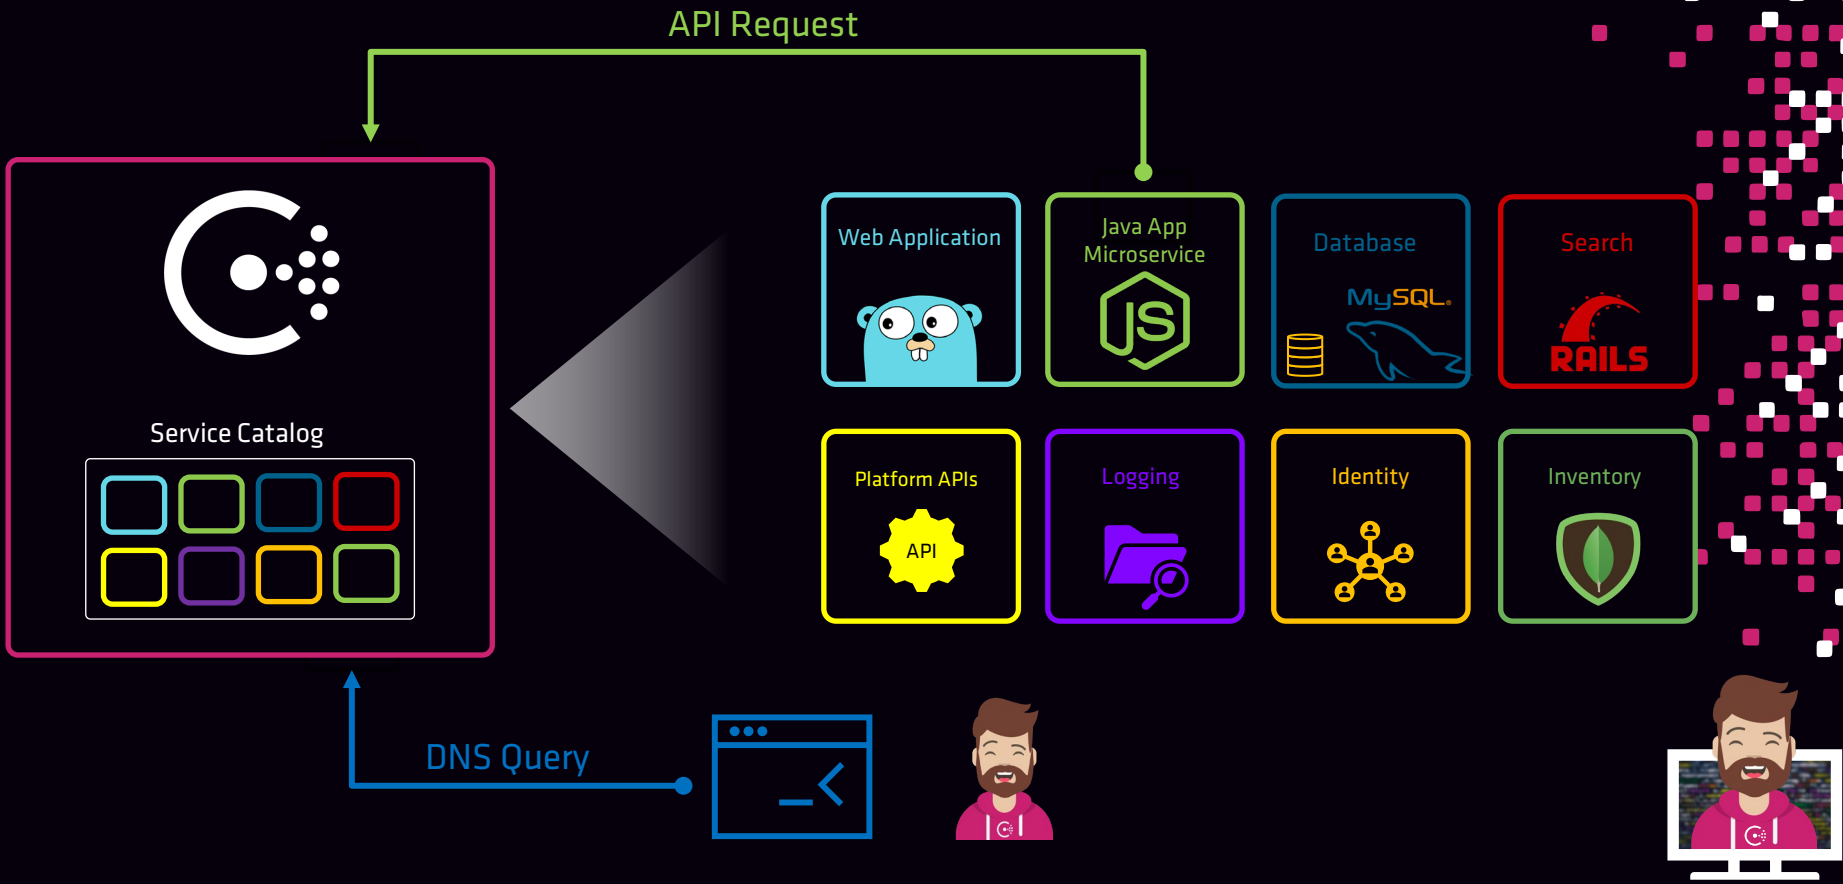 API Request
Service Catalog
Web Application
Java App
Microservice
JS
Database
MySQL®
Search
RAILS
Platform APIs
API
Logging
Identity
Inventory
DNS Query